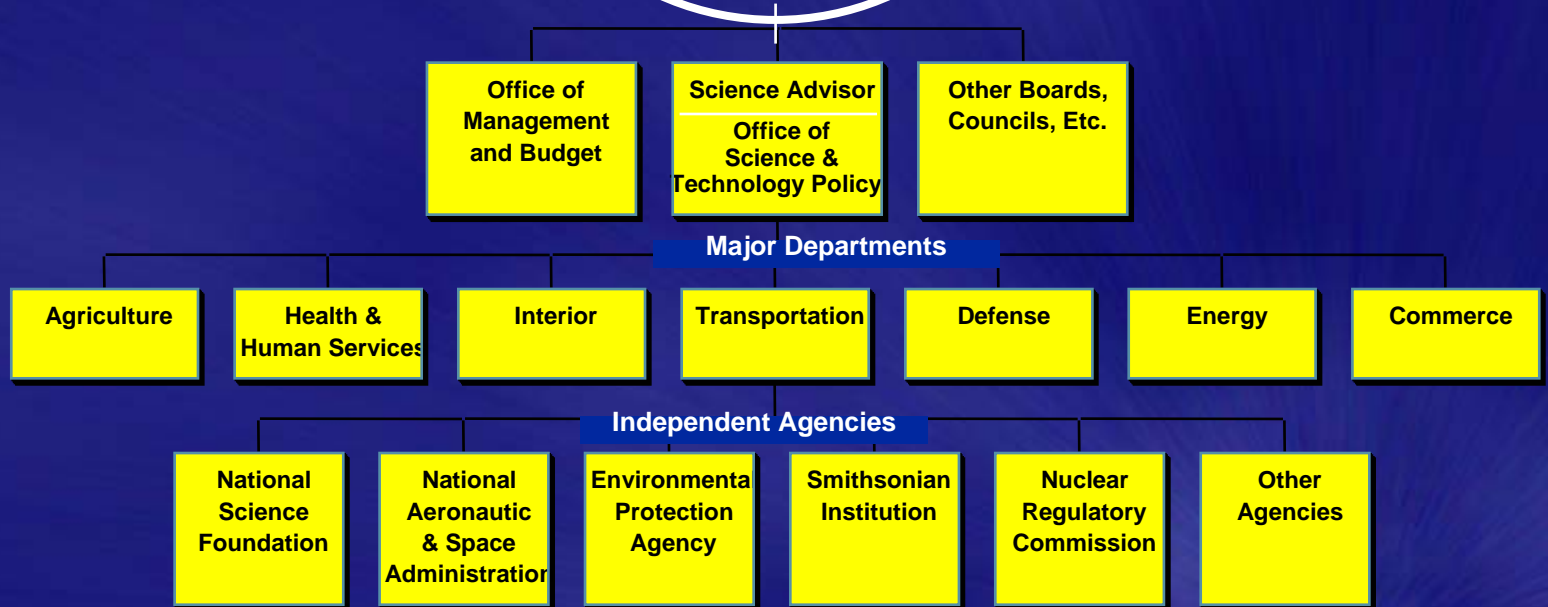 Office of
Management
and Budget
Science Advisor
Office of
Science &
Technology Policy
Other Boards,
Councils, Etc.
Major Departments
Agriculture
Health &
Human Services
Interior
Transportation
Defense
Energy
Commerce
Independent Agencies
National
Science
Foundation
National
Aeronautic
& Space
Administration
Environmental
Protection
Agency
Smithsonian
Institution
Nuclear
Regulatory
Commission
Other
Agencies